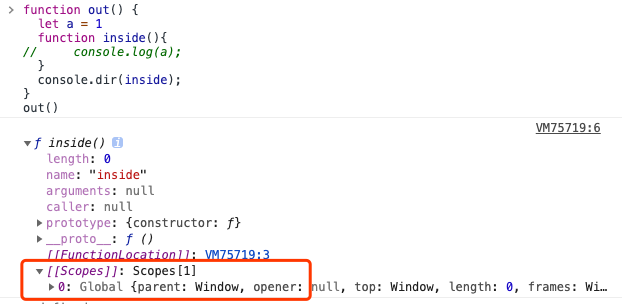 function out() {
let a = 1
function inside(){
//     console.log(a);
}
console.dir(inside);
}
out()
VM75719:6
ƒ inside() i
length: 0
name: "inside"
arguments: null
caller: null
prototype: {constructor: ƒ}
__proto__: ƒ ()
[[FunctionLocation]]: VM75719:3
[[Scopes]]: Scopes[1]
0: Global {parent: Window, opener: null, top: Window, length: 0, frames: Wi…